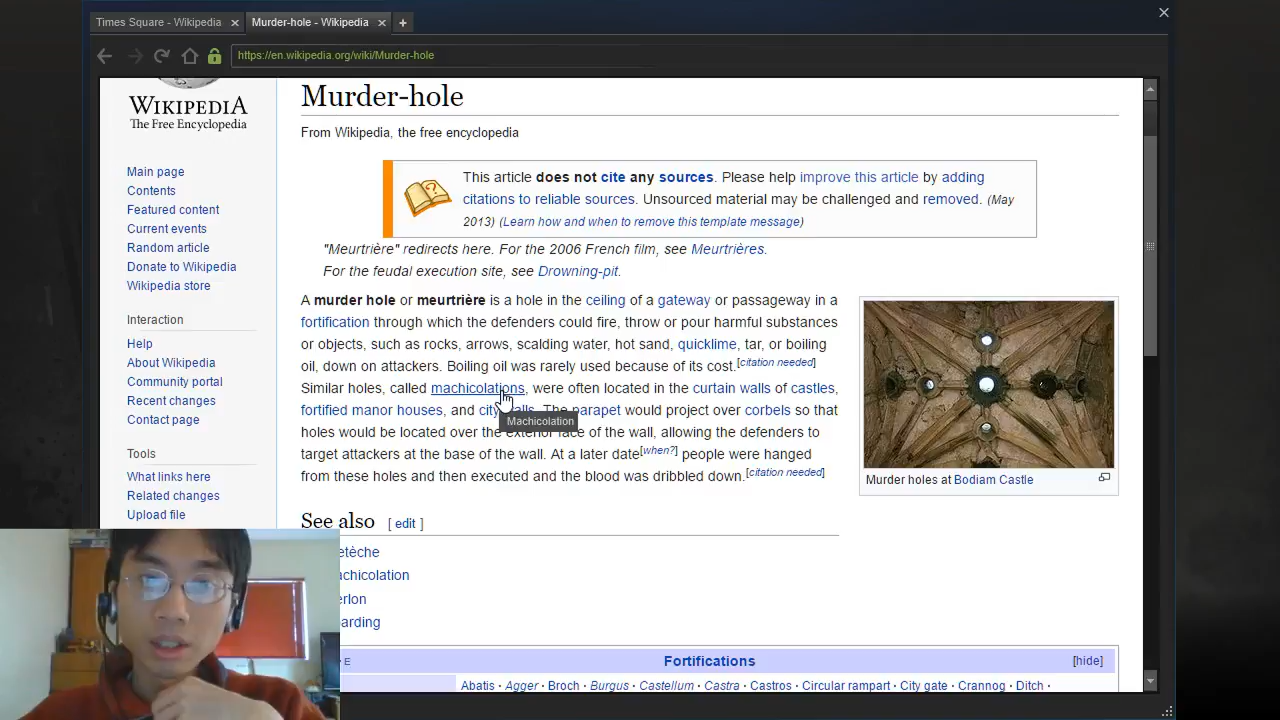 Times Square - Wikipedia
Murder-hole - Wikipedia
https://en.wikipedia.org/wiki/Murder-hole
WIKIPEDIA
The Free Encyclopedia
Main page
Contents
Featured content
Current events
Random article
Donate to Wikipedia
Wikipedia store
Interaction
Help
About Wikipedia
Community portal
Recent changes
Contact page
Tools
What links here
Related changes
Upload file
Murder-hole
From Wikipedia, the free encyclopedia
This article does not cite any sources. Please help improve this article by adding
citations to reliable sources. Unsourced material may be challenged and removed. (May
2013) (Learn how and when to remove this template message)
"Meurtrière" redirects here. For the 2006 French film, see Meurtrières.
For the feudal execution site, see Drowning-pit.
A murder hole or meurtrière is a hole in the ceiling of a gateway or passageway in a
fortification through which the defenders could fire, throw or pour harmful substances
or objects, such as rocks, arrows, scalding water, hot sand, quicklime, tar, or boiling
oil, down on attackers. Boiling oil was rarely used because of its cost.[citation needed]
Similar holes, called machicolations, were often located in the curtain walls of castles,
fortified manor houses, and city walls. The parapet would project over corbels so that
Machicolation
holes would be located over the exterior face of the wall, allowing the defenders to
target attackers at the base of the wall. At a later date[when?] people were hanged
from these holes and then executed and the blood was dribbled down.[citation needed]
Murder holes at Bodiam Castle
See also [ edit ]
etèche
achicolation
erlon
arding
E
Fortifications
[hide]
Abatis · Agger · Broch · Burgus · Castellum · Castra · Castros · Circular rampart · City gate · Crannog · Ditch ·